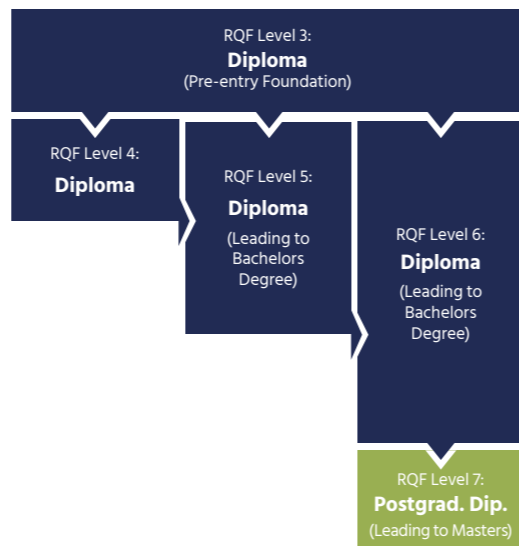 RQF Level 3:
Diploma
(Pre-entry Foundation)
RQF Level 4:
Diploma
RQF Level 5:
Diploma
(Leading to
Bachelors
Degree)
RQF Level 6:
Diploma
(Leading to
Bachelors
Degree)
RQF Level 7:
Postgrad. Dip.
(Leading to Masters)